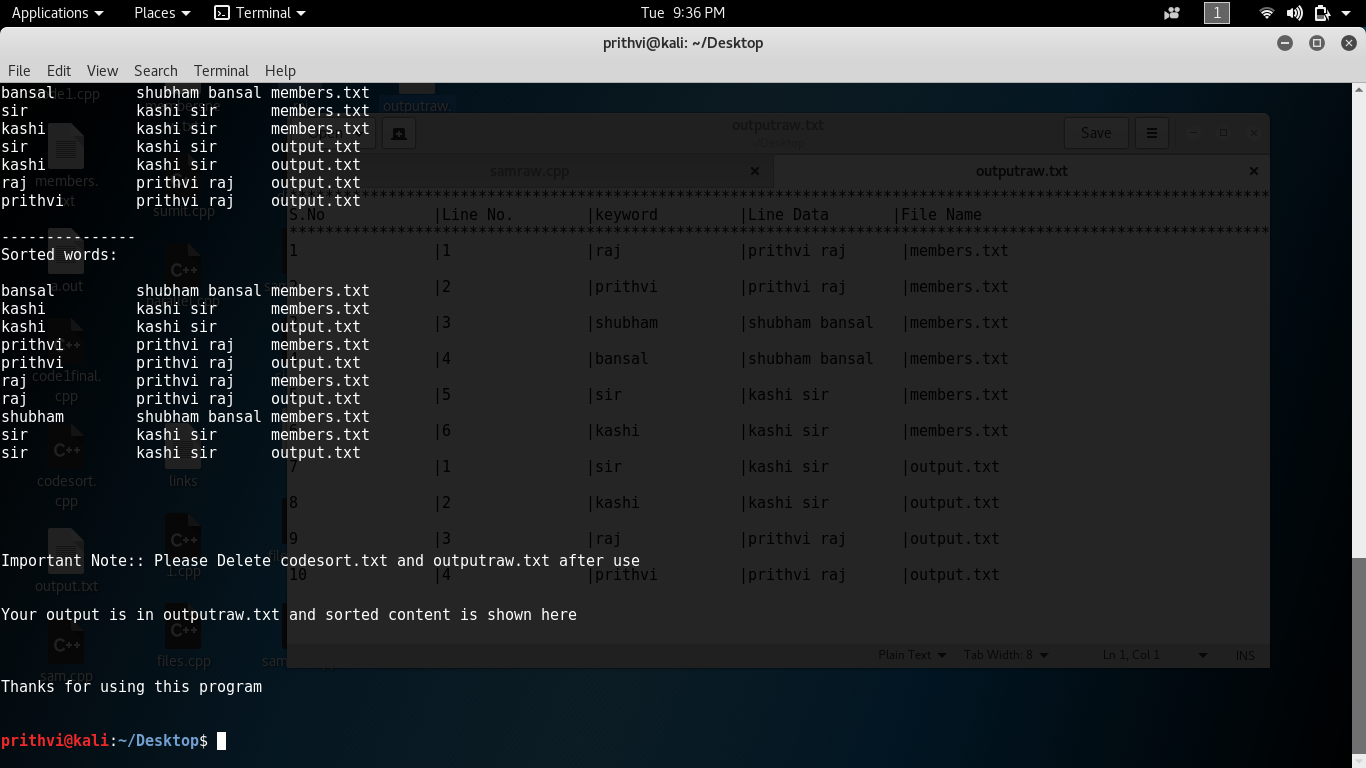 Applications Places Terminal Tue 9:36 PM 1
prithvi@kali: ~/Desktop
File Edit View Search Terminal Help
bansal shubham bansal members.txt
sir kashi sir members.txt
kashi kashi sir members.txt
sir kashi sir output.txt
kashi kashi sir output.txt
raj prithvi raj output.txt
prithvi prithvi raj output.txt
---------------
Sorted words:
bansal shubham bansal members.txt
kashi kashi sir members.txt
kashi kashi sir output.txt
prithvi prithvi raj members.txt
prithvi prithvi raj output.txt
raj prithvi raj members.txt
raj prithvi raj output.txt
shubham shubham bansal members.txt
sir kashi sir members.txt
sir kashi sir output.txt
Important Note:: Please Delete codesort.txt and outputraw.txt after use
Your output is in outputraw.txt and sorted content is shown here
Thanks for using this program
prithvi@kali:~/Desktop$
outputraw.txt
~/Desktop
Save
samraw.cpp × outputraw.txt ×
S.No |Line No. |keyword |Line Data |File Name
1 |1 |raj |prithvi raj |members.txt
|2 |prithvi |prithvi raj |members.txt
|3 |shubham |shubham bansal |members.txt
|4 |bansal |shubham bansal |members.txt
|5 |sir |kashi sir |members.txt
|6 |kashi |kashi sir |members.txt
7 |1 |sir |kashi sir |output.txt
8 |2 |kashi |kashi sir |output.txt
9 |3 |raj |prithvi raj |output.txt
10 |4 |prithvi |prithvi raj |output.txt
Plain Text Tab Width: 8 Ln 1, Col 1 INS
outputraw.
members.
txt
sumit.cpp
a.out
C++
parallel.cpp
C++
code1final.
cpp
C++
codesort.
cpp
links
output.txt
C++
1.cpp
C++
sam.cpp
C++
files.cpp